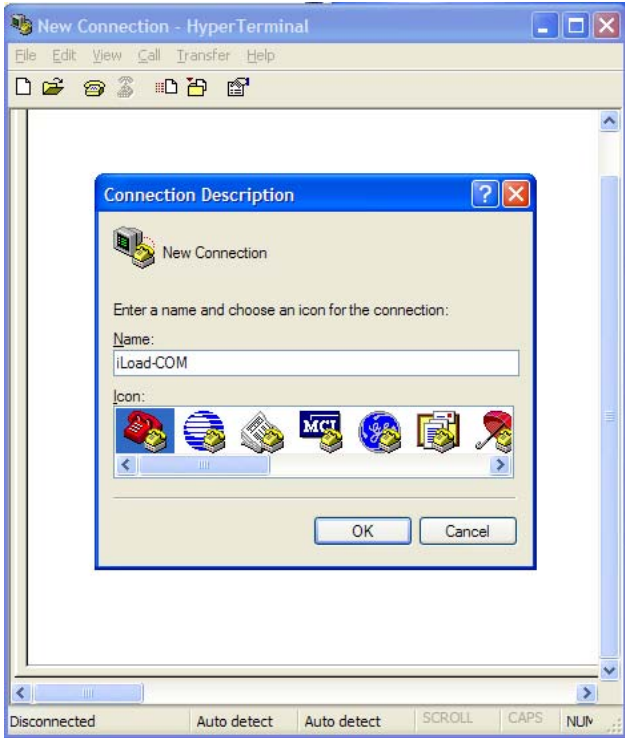 New Connection - HyperTerminal
File Edit View Call Transfer Help
Connection Description
New Connection
Enter a name and choose an icon for the connection:
Name:
iLoad-COM
Icon:
MCI
OK Cancel
Disconnected Auto detect Auto detect SCROLL CAPS NUM